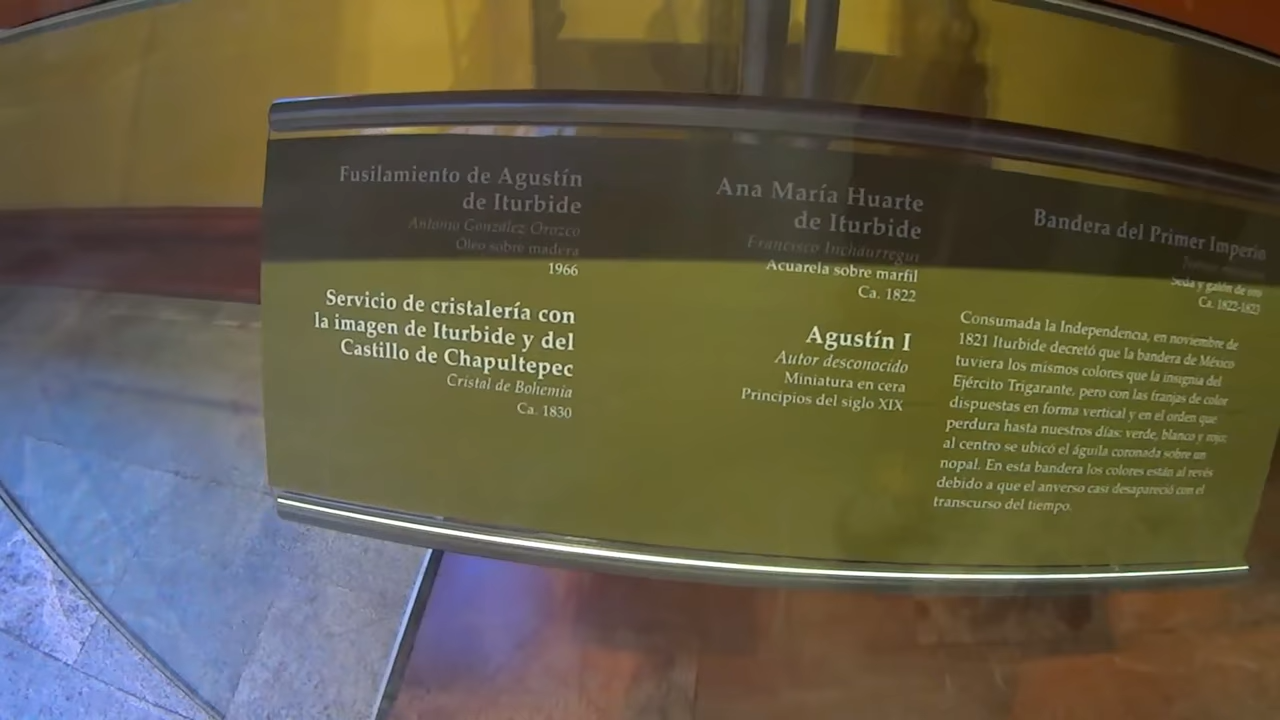 Fusilamiento de Agustín
de Iturbide
Antonio González Orozco
Óleo sobre madera
1966
Servicio de cristalería con
la imagen de Iturbide y del
Castillo de Chapultepec
Cristal de Bohemia
Ca. 1830
Ana María Huarte
de Iturbide
Francisco Inchaurregui
Acuarela sobre marfil
Ca. 1822
Agustín I
Autor desconocido
Miniatura en cera
Principios del siglo XIX
Bandera del Primer Imperio
Seda y galón de oro
Ca. 1822-1823
Consumada la Independencia, en noviembre de
1821 Iturbide decretó que la bandera de México
tuviera los mismos colores que la insignia del
Ejército Trigarante, pero con las franjas de color
dispuestas en forma vertical y en el orden que
perdura hasta nuestros días: verde, blanco y rojo;
al centro se ubicó el águila coronada sobre un
nopal. En esta bandera los colores están al revés
debido a que el anverso casi desapareció con el
transcurso del tiempo.